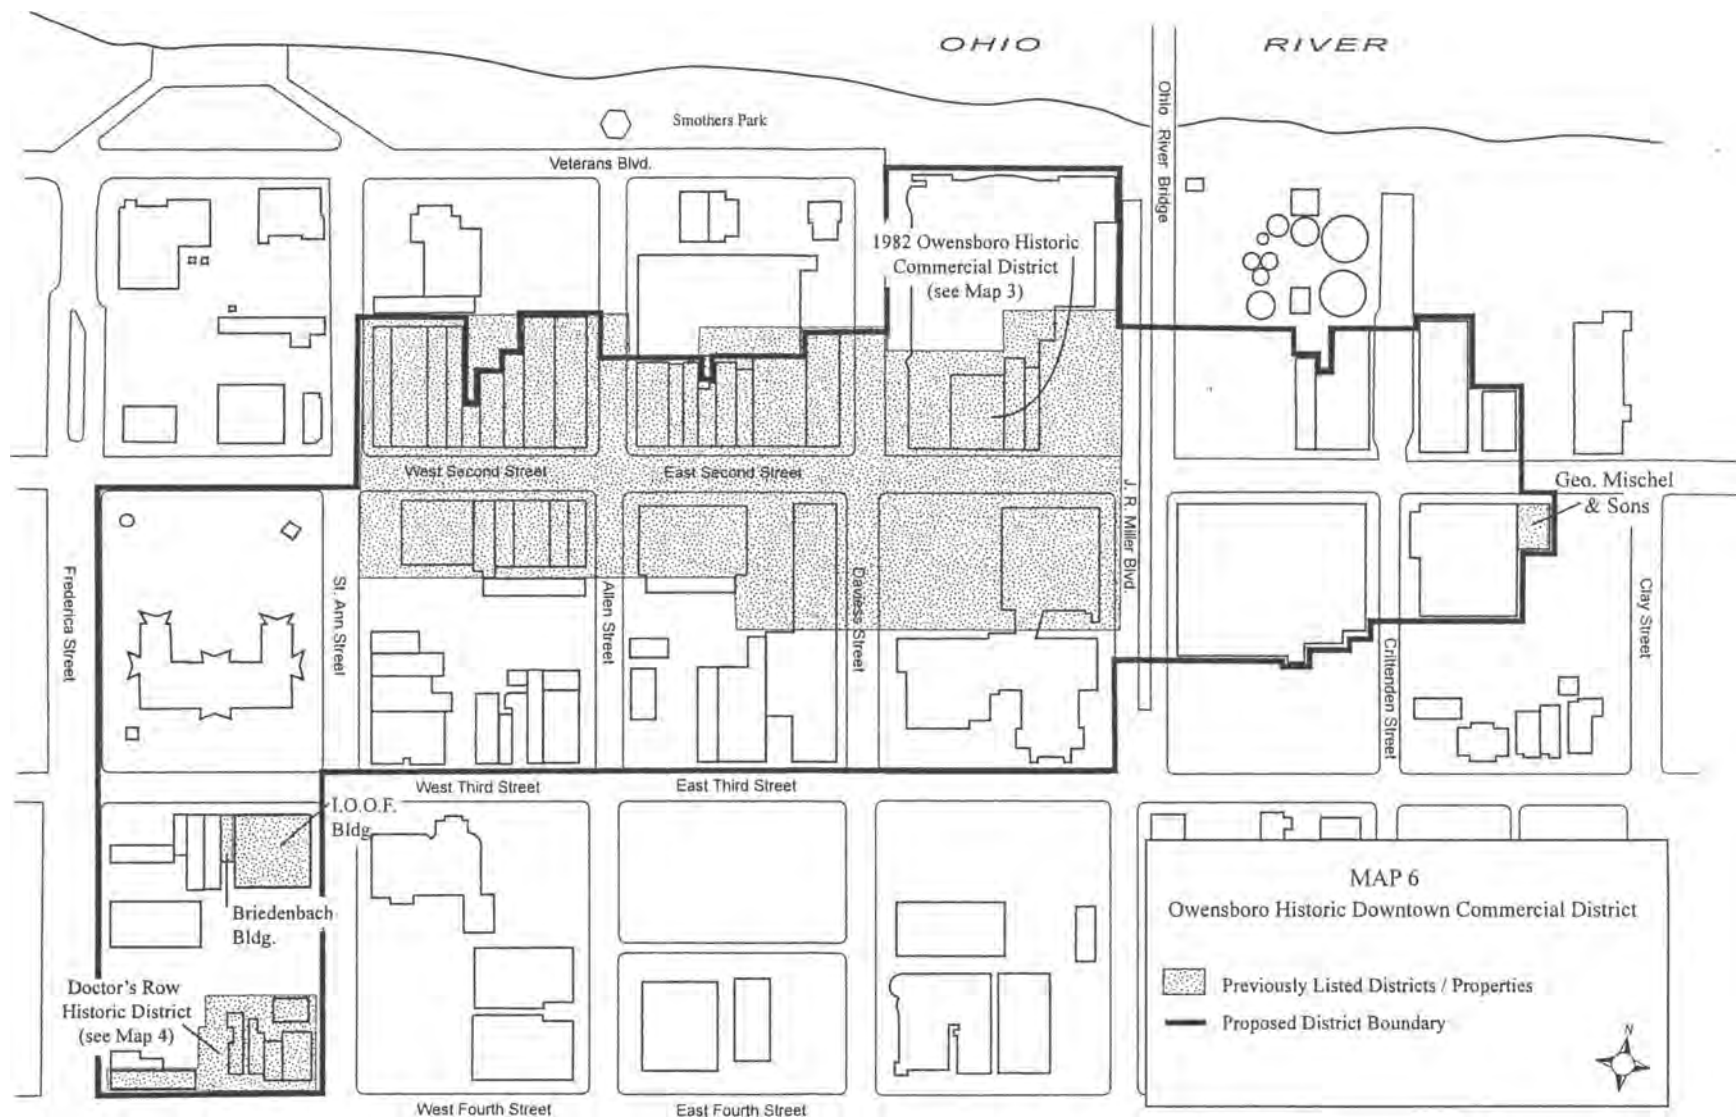 OHIO RIVER
Ohio River Bridge
Smothers Park
Veterans Blvd.
1982 Owensboro Historic
Commercial District
(see Map 3)
West Second Street
East Second Street
Geo. Mischel
& Sons
Frederica Street
St. Ann Street
Allen Street
Daviess Street
J. R. Miller Blvd.
Crittenden Street
Clay Street
West Third Street
East Third Street
I.O.O.F.
Bldg.
Briedenbach
Bldg.
Doctor's Row
Historic District
(see Map 4)
West Fourth Street
East Fourth Street
MAP 6
Owensboro Historic Downtown Commercial District
Previously Listed Districts / Properties
Proposed District Boundary
N